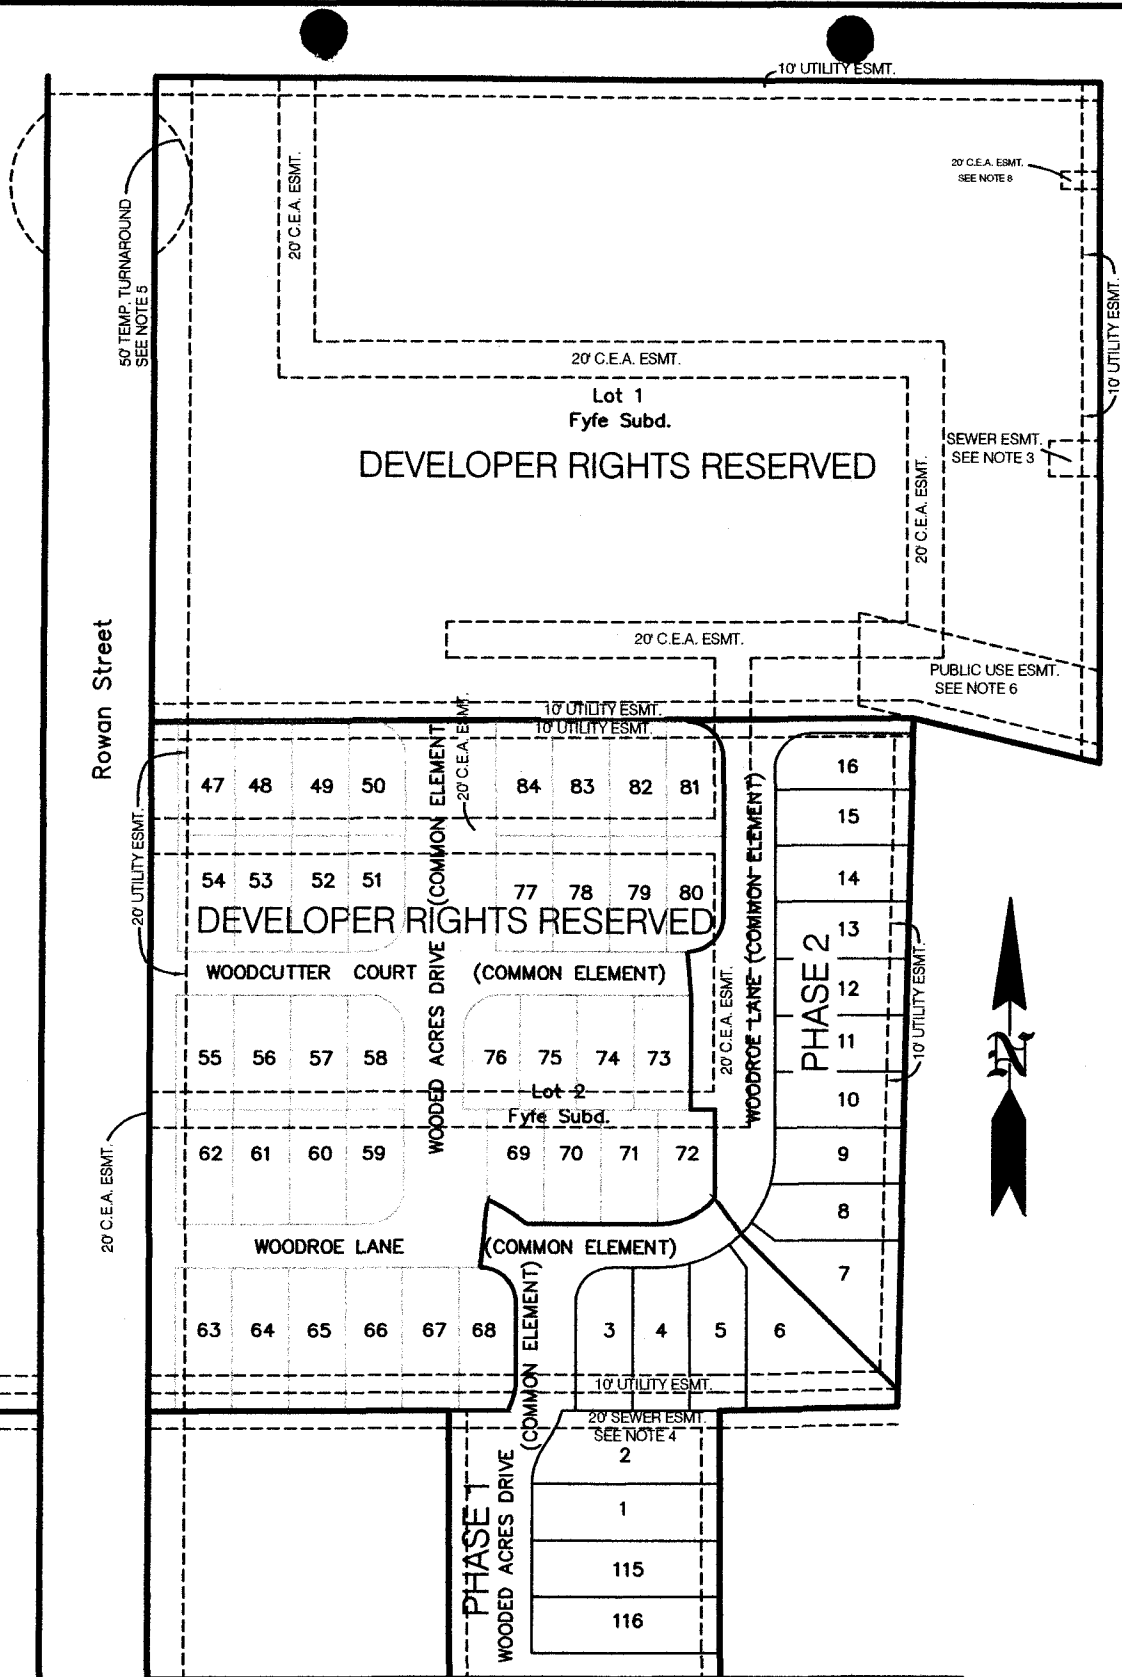 10' UTILITY ESMT.
20' C.E.A. ESMT.
SEE NOTE 8
20' C.E.A. ESMT.
50' TEMP. TURNAROUND
SEE NOTE 5
10' UTILITY ESMT.
20' C.E.A. ESMT.
Lot 1
Fyfe Subd.
DEVELOPER RIGHTS RESERVED
SEWER ESMT.
SEE NOTE 3
20' C.E.A. ESMT.
Rowan Street
20' C.E.A. ESMT.
PUBLIC USE ESMT.
SEE NOTE 6
10' UTILITY ESMT.
10' UTILITY ESMT.
20' C.E.A. ESMT.
47 48 49 50 84 83 82 81 16
15
20' UTILITY ESMT.
WOODED ACRES DRIVE (COMMON ELEMENT)
WOODROE LANE (COMMON ELEMENT)
54 53 52 51 77 78 79 80 14
DEVELOPER RIGHTS RESERVED
13
PHASE 2
WOODCUTTER COURT (COMMON ELEMENT)
12
20' C.E.A. ESMT.
10' UTILITY ESMT.
N
55 56 57 58 76 75 74 73 11
Lot 2
Fyfe Subd.
10
62 61 60 59 69 70 71 72 9
20' C.E.A. ESMT.
8
WOODROE LANE (COMMON ELEMENT)
7
63 64 65 66 67 68 3 4 5 6
10' UTILITY ESMT.
20' SEWER ESMT.
SEE NOTE 4
PHASE 1
WOODED ACRES DRIVE (COMMON ELEMENT)
2
1
115
116